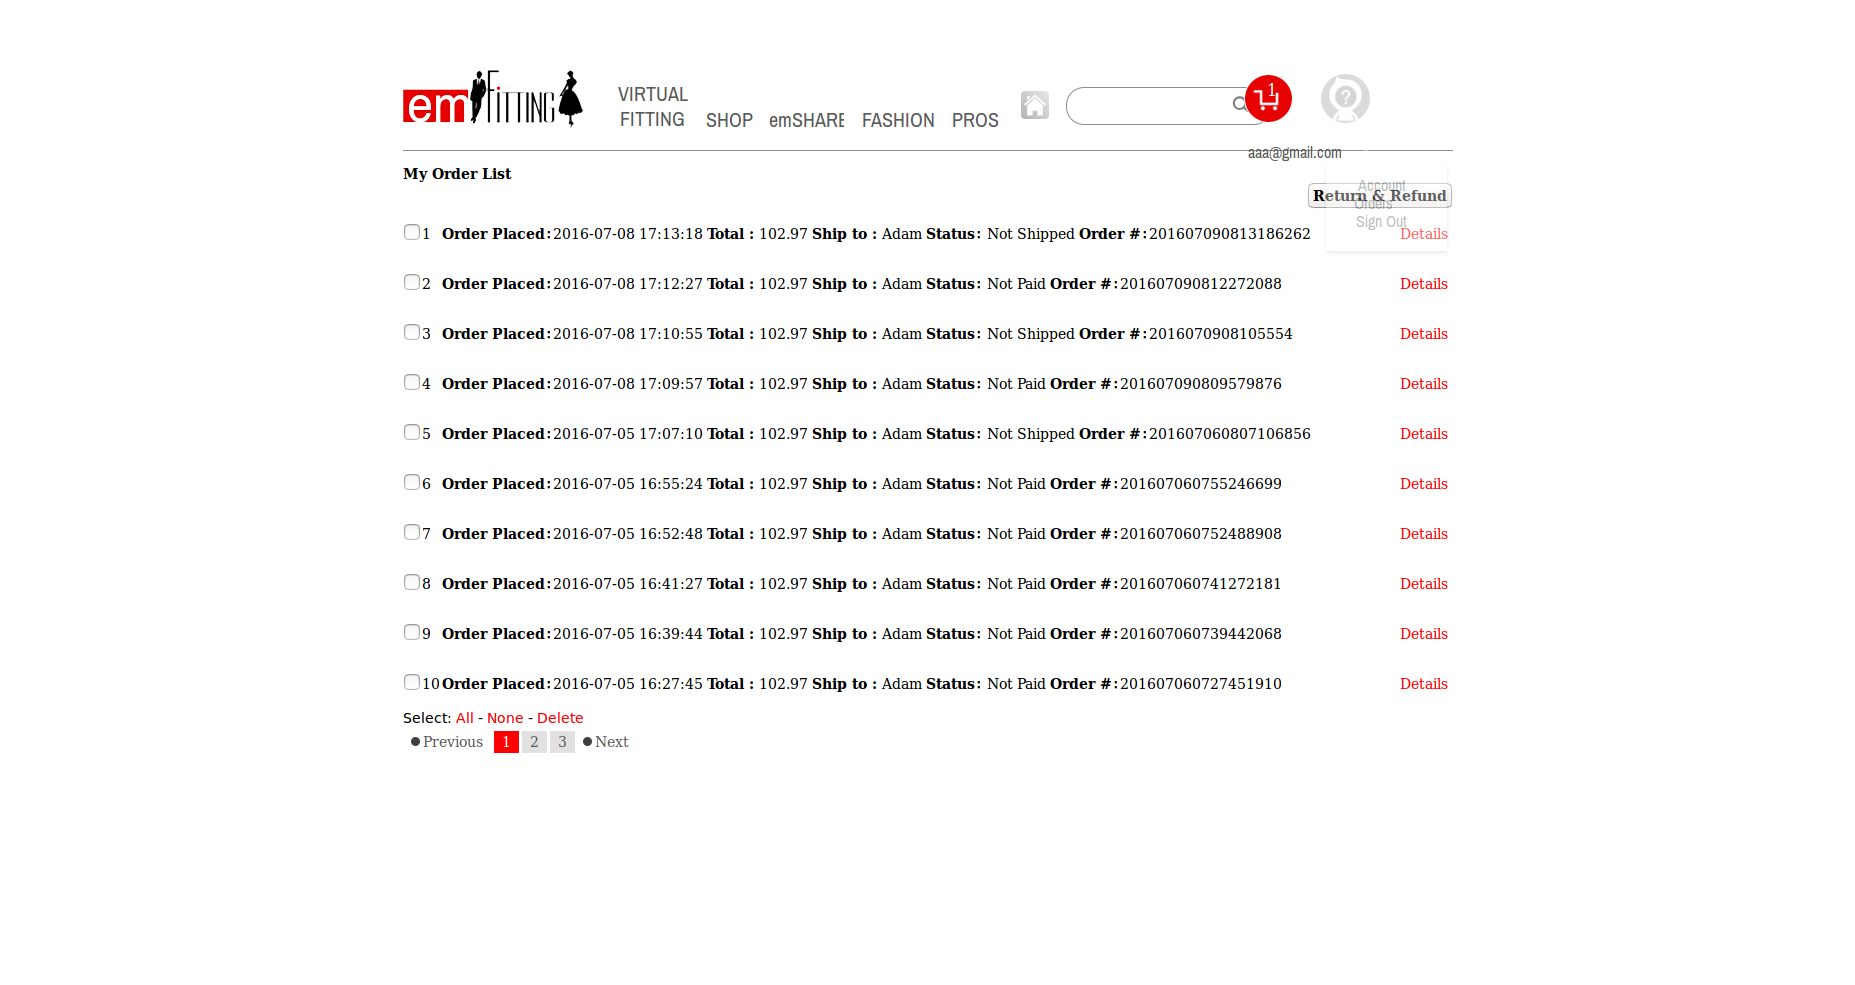 em FITTING
VIRTUAL FITTING SHOP emSHARE FASHION PROS
1
aaa@gmail.com
My Order List
Account
Return & Refund
Orders
Sign Out
1 Order Placed: 2016-07-08 17:13:18 Total : 102.97 Ship to : Adam Status: Not Shipped Order #: 201607090813186262 Details
2 Order Placed: 2016-07-08 17:12:27 Total : 102.97 Ship to : Adam Status: Not Paid Order #: 201607090812272088 Details
3 Order Placed: 2016-07-08 17:10:55 Total : 102.97 Ship to : Adam Status: Not Shipped Order #: 2016070908105554 Details
4 Order Placed: 2016-07-08 17:09:57 Total : 102.97 Ship to : Adam Status: Not Paid Order #: 201607090809579876 Details
5 Order Placed: 2016-07-05 17:07:10 Total : 102.97 Ship to : Adam Status: Not Shipped Order #: 201607060807106856 Details
6 Order Placed: 2016-07-05 16:55:24 Total : 102.97 Ship to : Adam Status: Not Paid Order #: 201607060755246699 Details
7 Order Placed: 2016-07-05 16:52:48 Total : 102.97 Ship to : Adam Status: Not Paid Order #: 201607060752488908 Details
8 Order Placed: 2016-07-05 16:41:27 Total : 102.97 Ship to : Adam Status: Not Paid Order #: 201607060741272181 Details
9 Order Placed: 2016-07-05 16:39:44 Total : 102.97 Ship to : Adam Status: Not Paid Order #: 201607060739442068 Details
10 Order Placed: 2016-07-05 16:27:45 Total : 102.97 Ship to : Adam Status: Not Paid Order #: 201607060727451910 Details
Select: All - None - Delete
Previous 1 2 3 Next